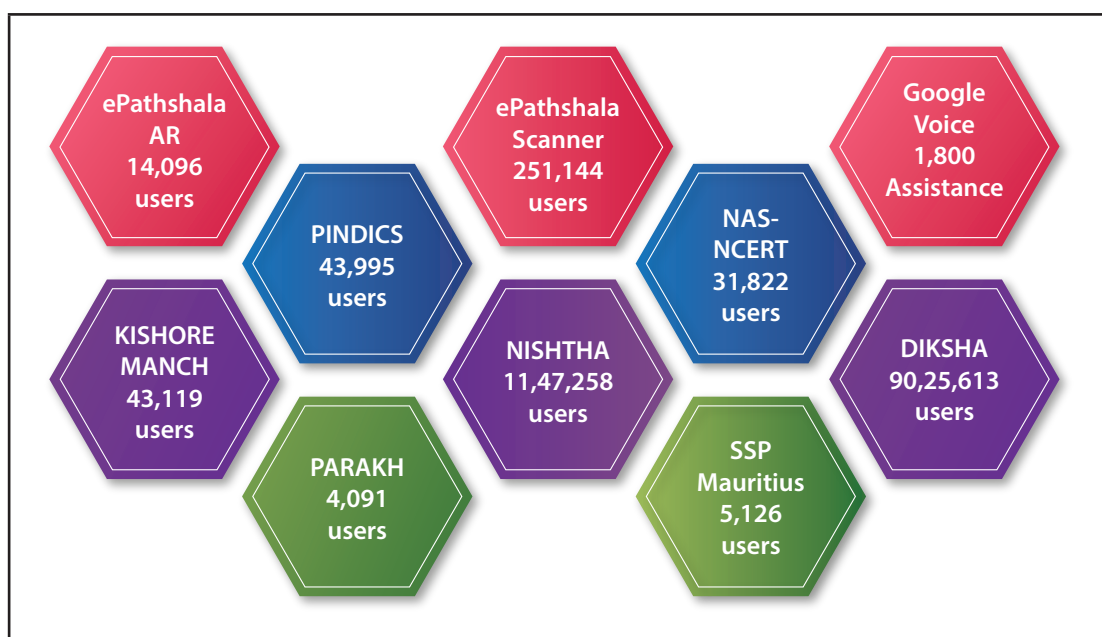 ePathshala
AR
14,096
users
ePathshala
Scanner
251,144
users
Google
Voice
1,800
Assistance
PINDICS
43,995
users
NAS-
NCERT
31,822
users
KISHORE
MANCH
43,119
users
NISHTHA
11,47,258
users
DIKSHA
90,25,613
users
PARAKH
4,091
users
SSP
Mauritius
5,126
users